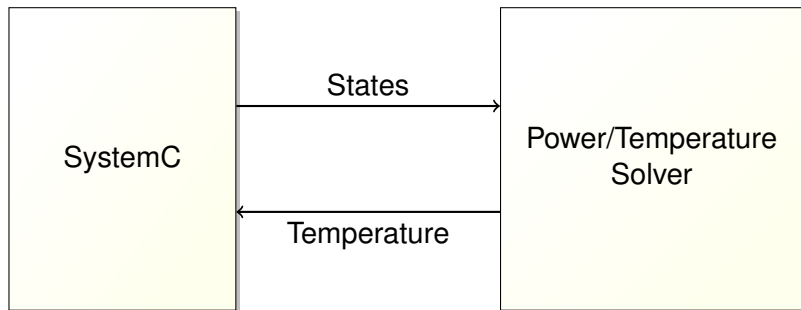 States
SystemC
Power/Temperature
Solver
Temperature